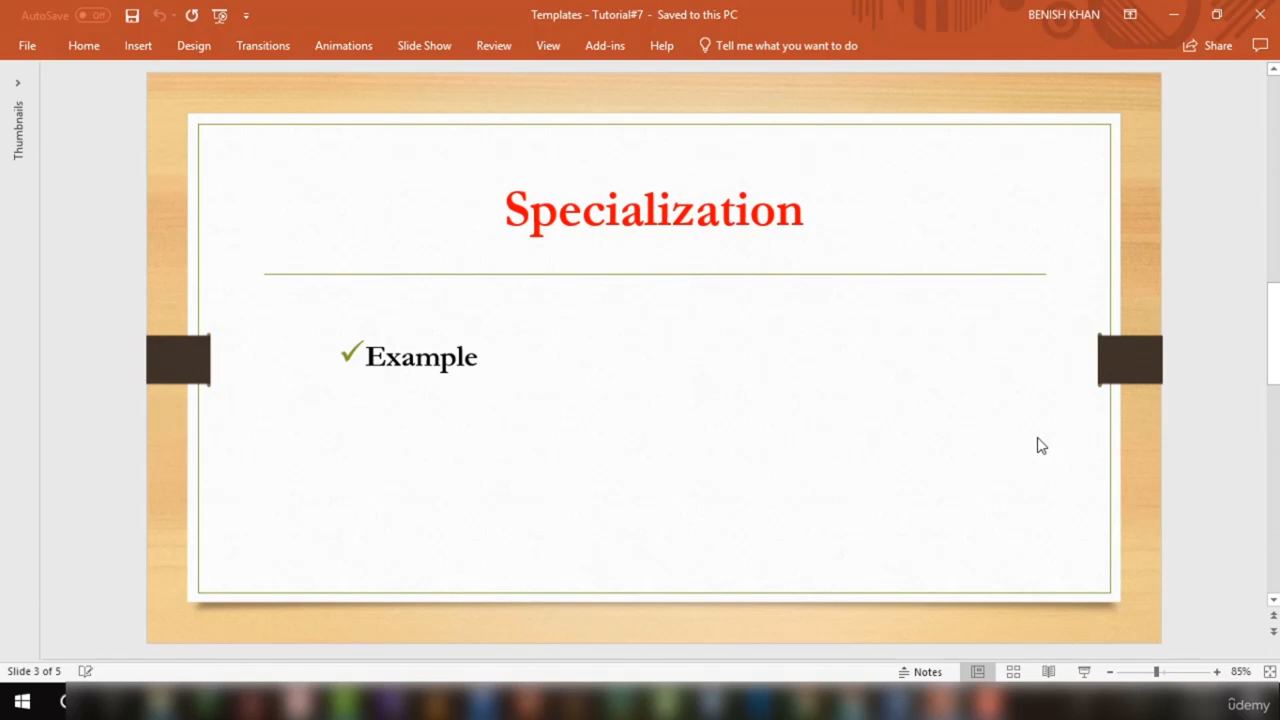 AutoSave Off Templates - Tutorial#7 - Saved to this PC BENISH KHAN
File Home Insert Design Transitions Animations Slide Show Review View Add-ins Help Tell me what you want to do Share
Thumbnails
Specialization
✓Example
Slide 3 of 5 Notes 85%
ûdemy